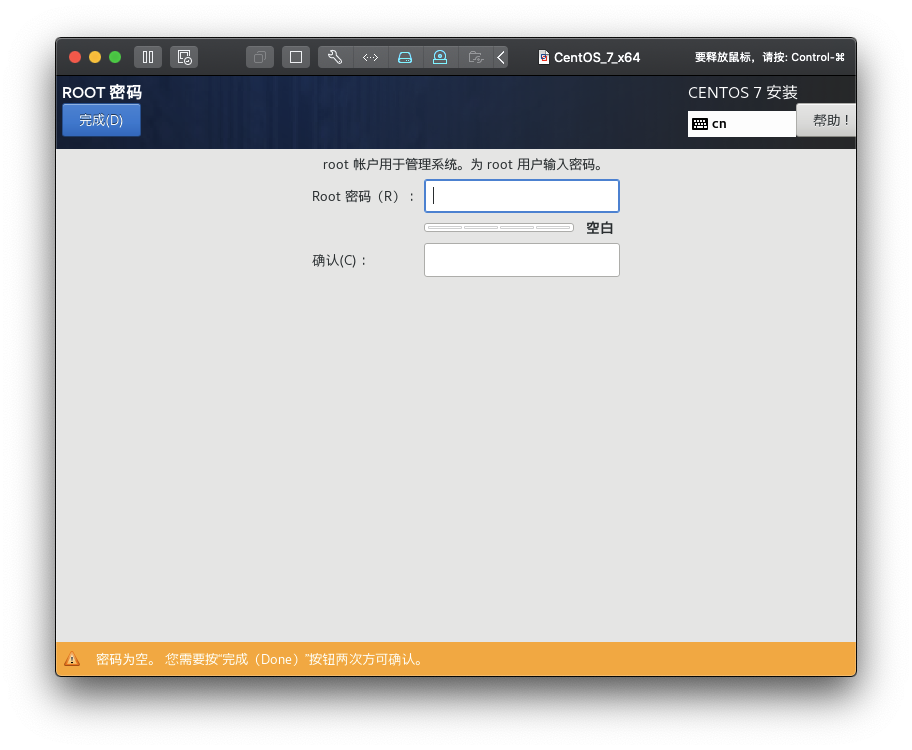 CentOS_7_x64
要释放鼠标，请按: Control-⌘
ROOT 密码
CENTOS 7 安装
完成(D)
cn
帮助！
root 帐户用于管理系统。为 root 用户输入密码。
Root 密码（R）：
空白
确认(C)：
密码为空。 您需要按“完成（Done）”按钮两次方可确认。